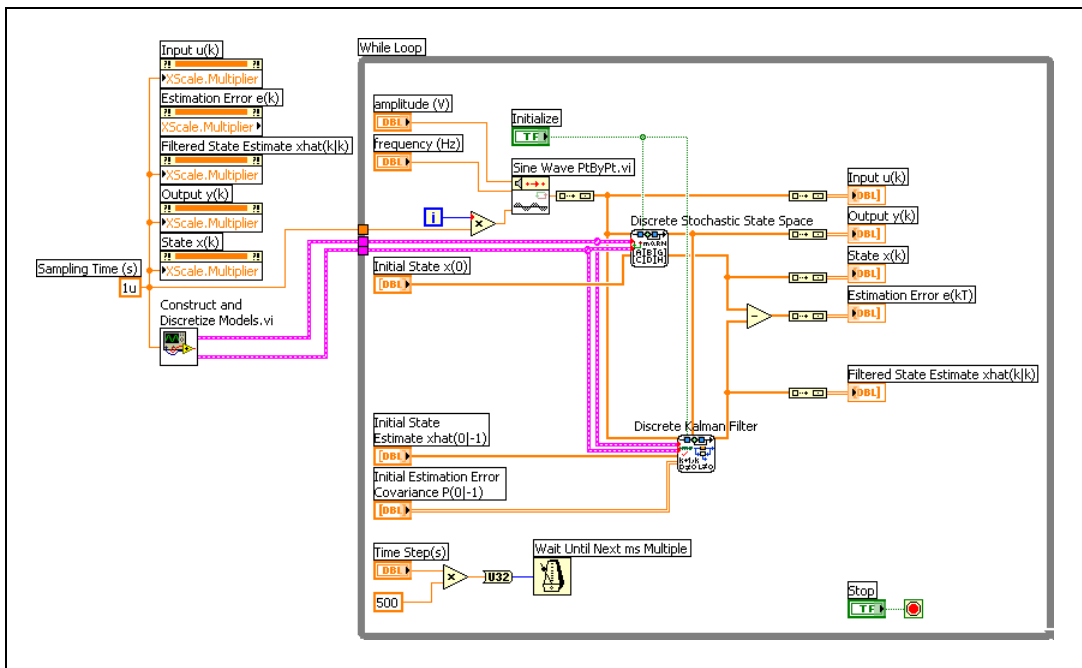 Input u(k)
?! ?!
XScale.Multiplier
Estimation Error e(k)
XScale.Multiplier
Filtered State Estimate xhat(k|k)
?! ?!
XScale.Multiplier
Output y(k)
?! ?!
XScale.Multiplier
State x(k)
?! ?!
XScale.Multiplier
Sampling Time (s)
1u
Construct and
Discretize Models.vi
While Loop
amplitude (V)
DBL
frequency (Hz)
DBL
Initialize
TF
Sine Wave PtByPt.vi
i
×
Discrete Stochastic State Space
Initial State x(0)
[DBL]
Input u(k)
[DBL]
Output y(k)
[DBL]
State x(k)
[DBL]
Estimation Error e(kT)
[DBL]
−
Filtered State Estimate xhat(k|k)
[DBL]
Initial State
Estimate xhat(0|-1)
[DBL]
Discrete Kalman Filter
Initial Estimation Error
Covariance P(0|-1)
[DBL]
Time Step(s)
DBL
×
U32
500
Wait Until Next ms Multiple
Stop
TF